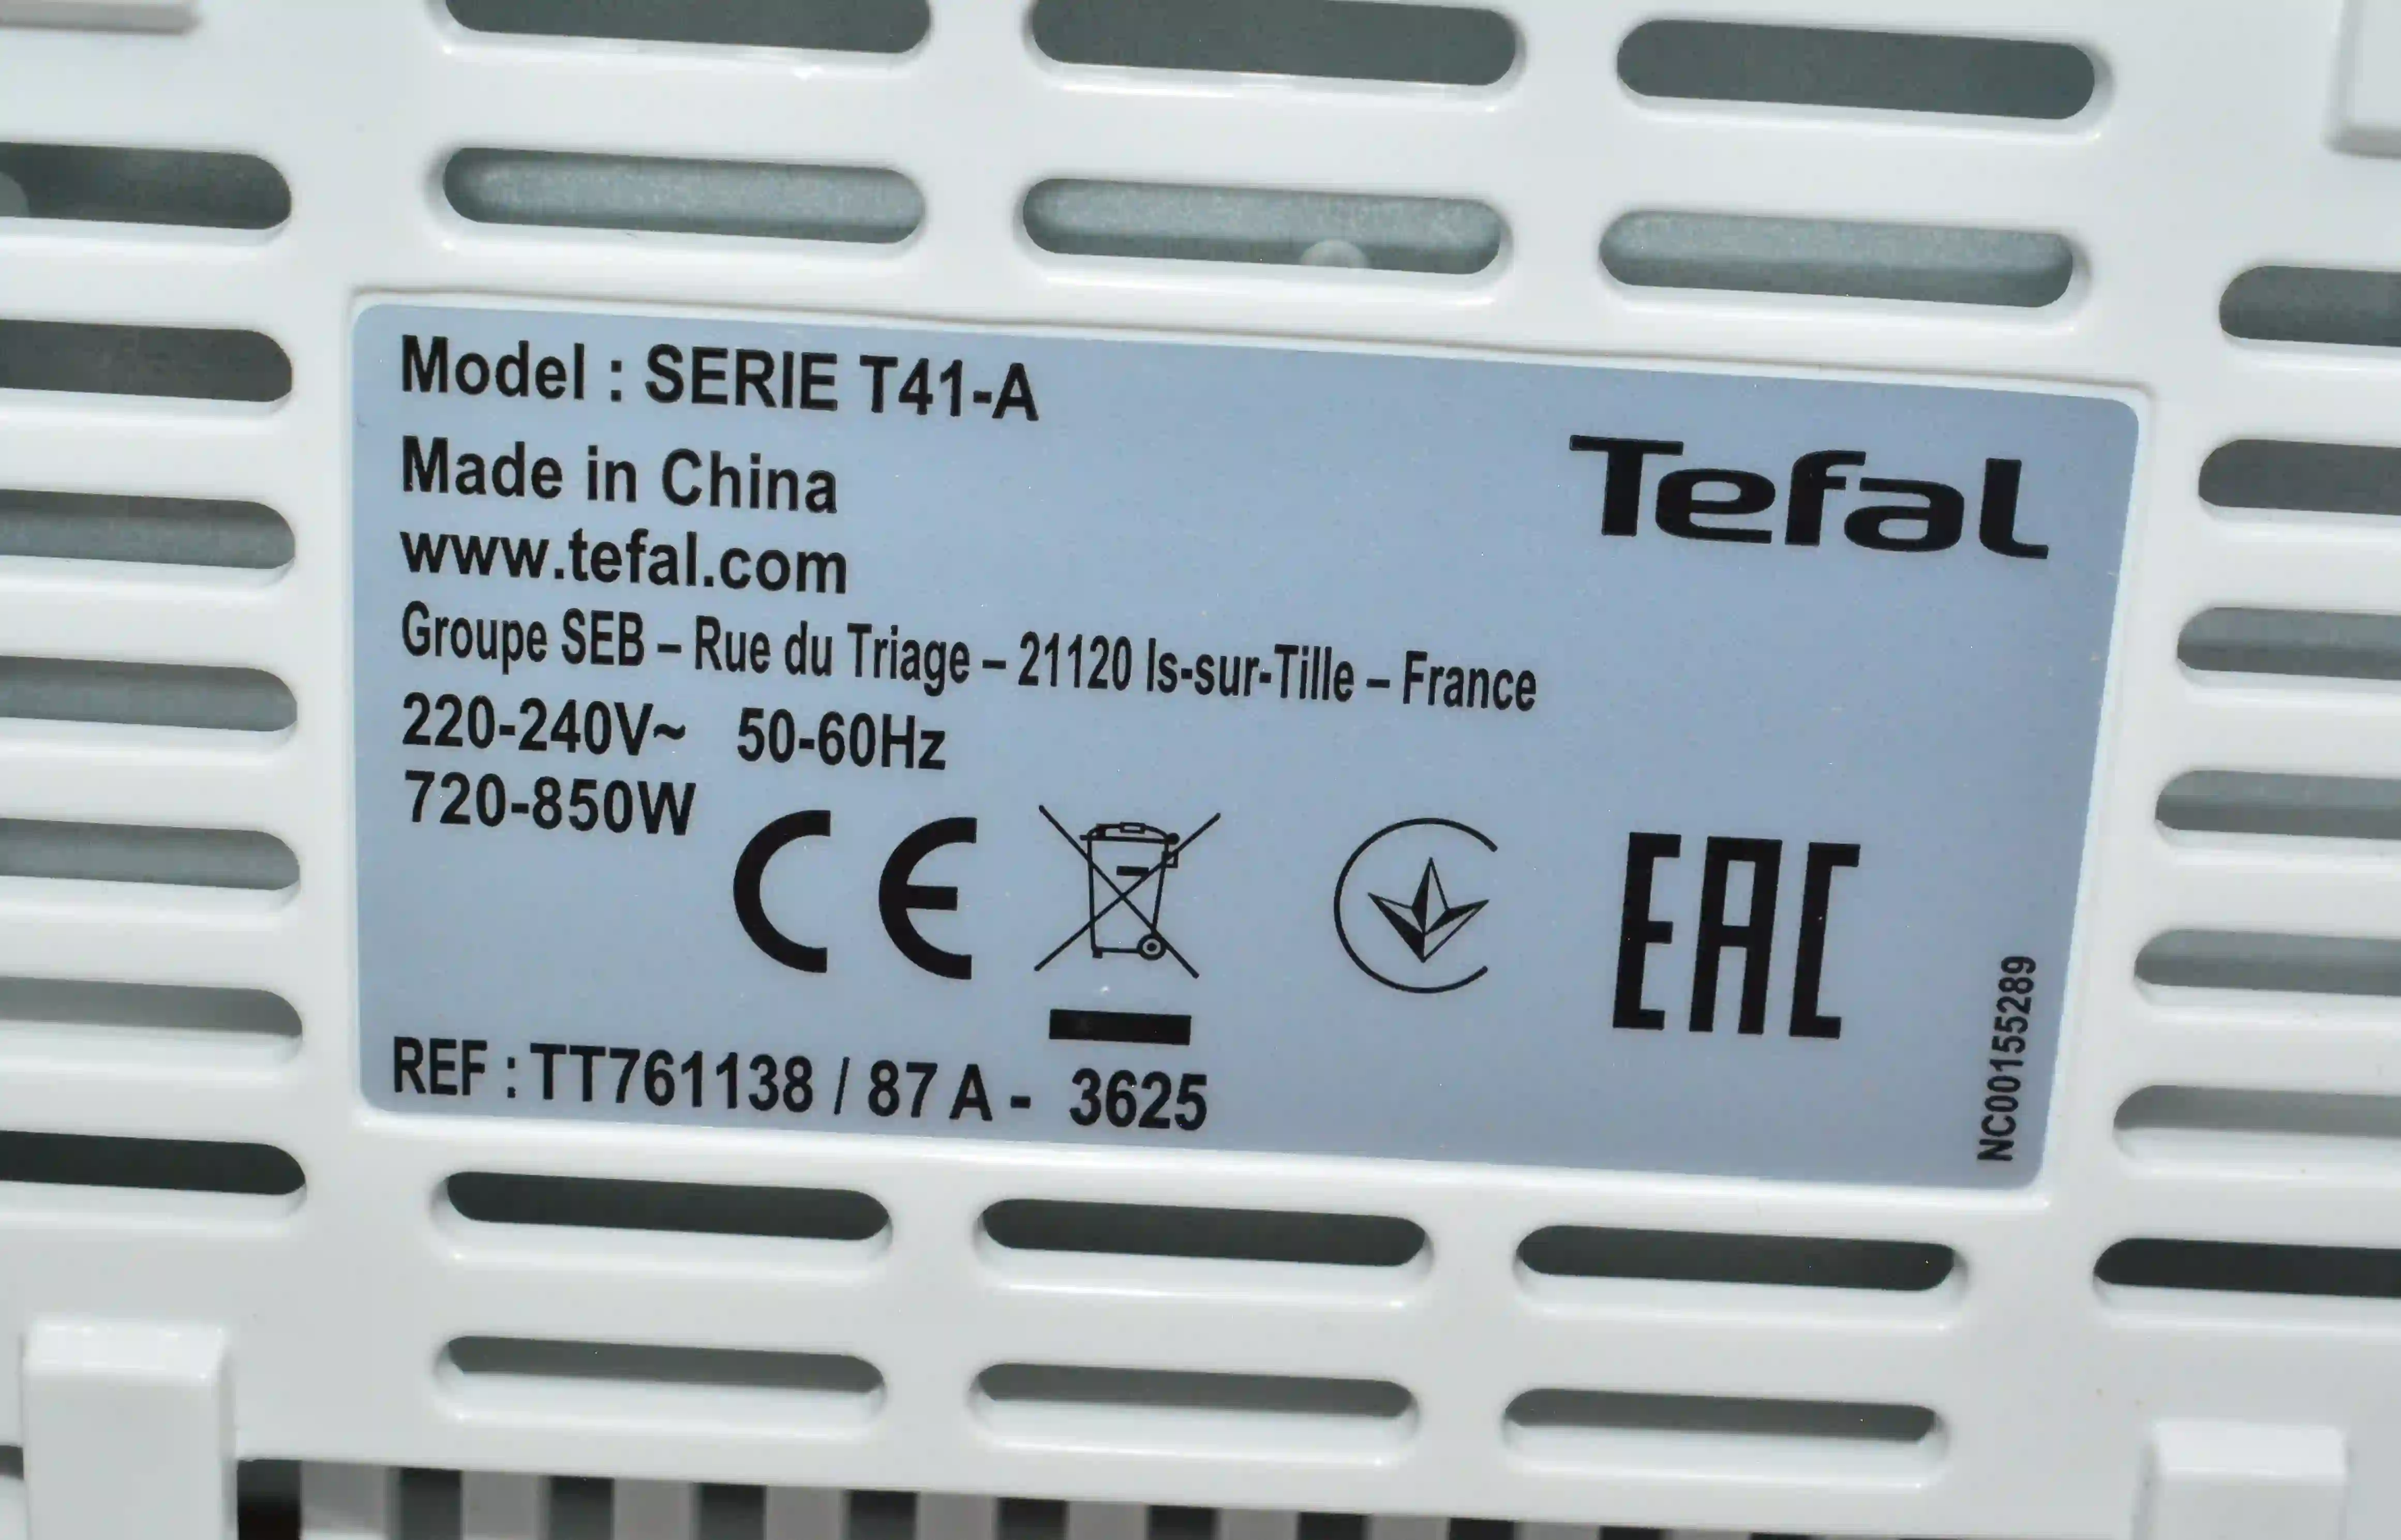 Model : SERIE T41-A
Made in China
www.tefal.com
Groupe SEB – Rue du Triage – 21120 Is-sur-Tille – France
220-240V~ 50-60Hz
720-850W
Tefal
CE
EAC
REF : TT761138 / 87 A - 3625
NC00155289